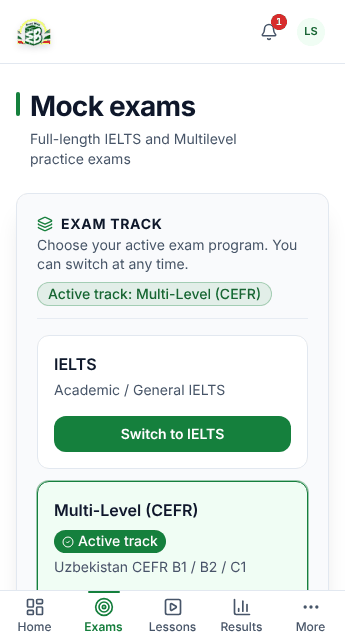 1
LS
Mock exams
Full-length IELTS and Multilevel
practice exams
EXAM TRACK
Choose your active exam program. You
can switch at any time.
Active track: Multi-Level (CEFR)
IELTS
Academic / General IELTS
Switch to IELTS
Multi-Level (CEFR)
Active track
Uzbekistan CEFR B1 / B2 / C1
Home
Exams
Lessons
Results
More